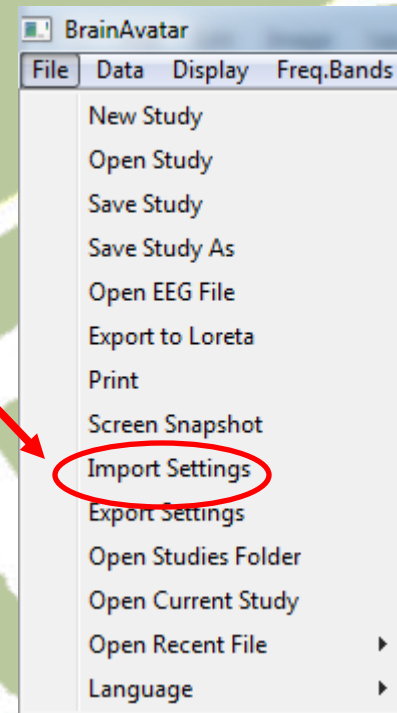 BrainAvatar
File Data Display Freq.Bands
New Study
Open Study
Save Study
Save Study As
Open EEG File
Export to Loreta
Print
Screen Snapshot
Import Settings
Export Settings
Open Studies Folder
Open Current Study
Open Recent File
Language